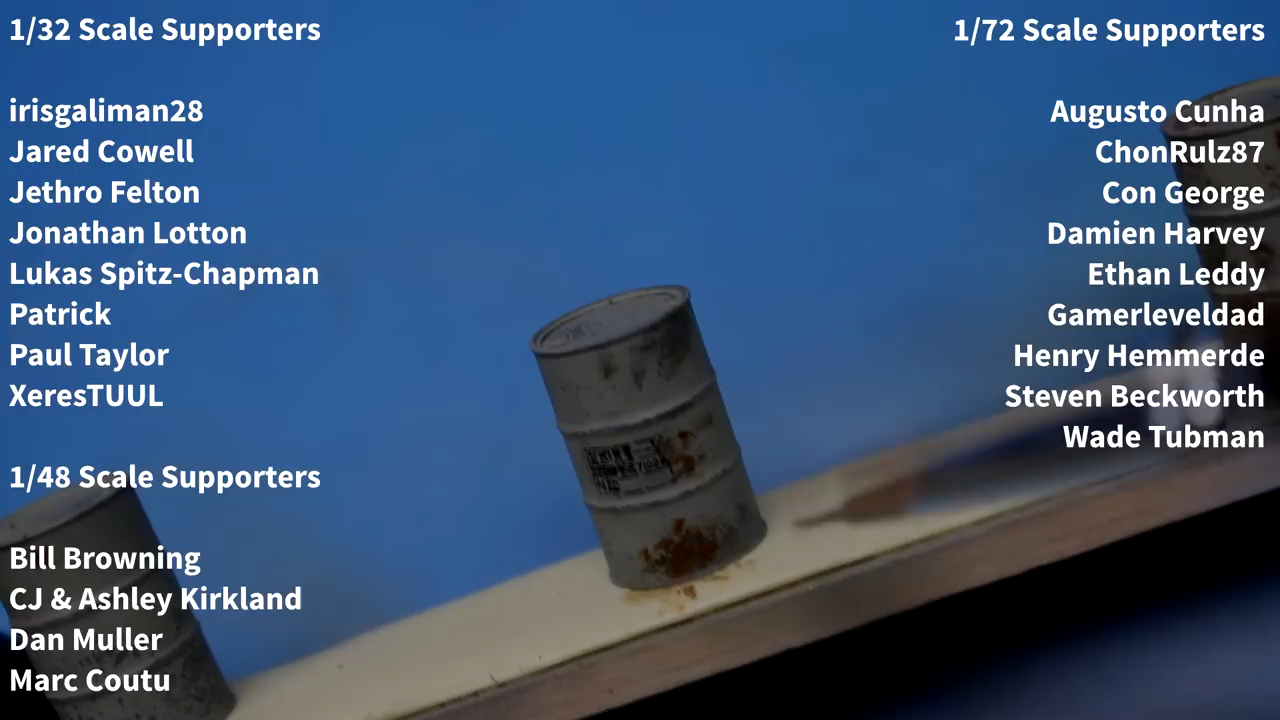 1/32 Scale Supporters
irisgaliman28
Jared Cowell
Jethro Felton
Jonathan Lotton
Lukas Spitz-Chapman
Patrick
Paul Taylor
XeresTUUL
1/48 Scale Supporters
Bill Browning
CJ & Ashley Kirkland
Dan Muller
Marc Coutu
1/72 Scale Supporters
Augusto Cunha
ChonRulz87
Con George
Damien Harvey
Ethan Leddy
Gamerleveldad
Henry Hemmerde
Steven Beckworth
Wade Tubman